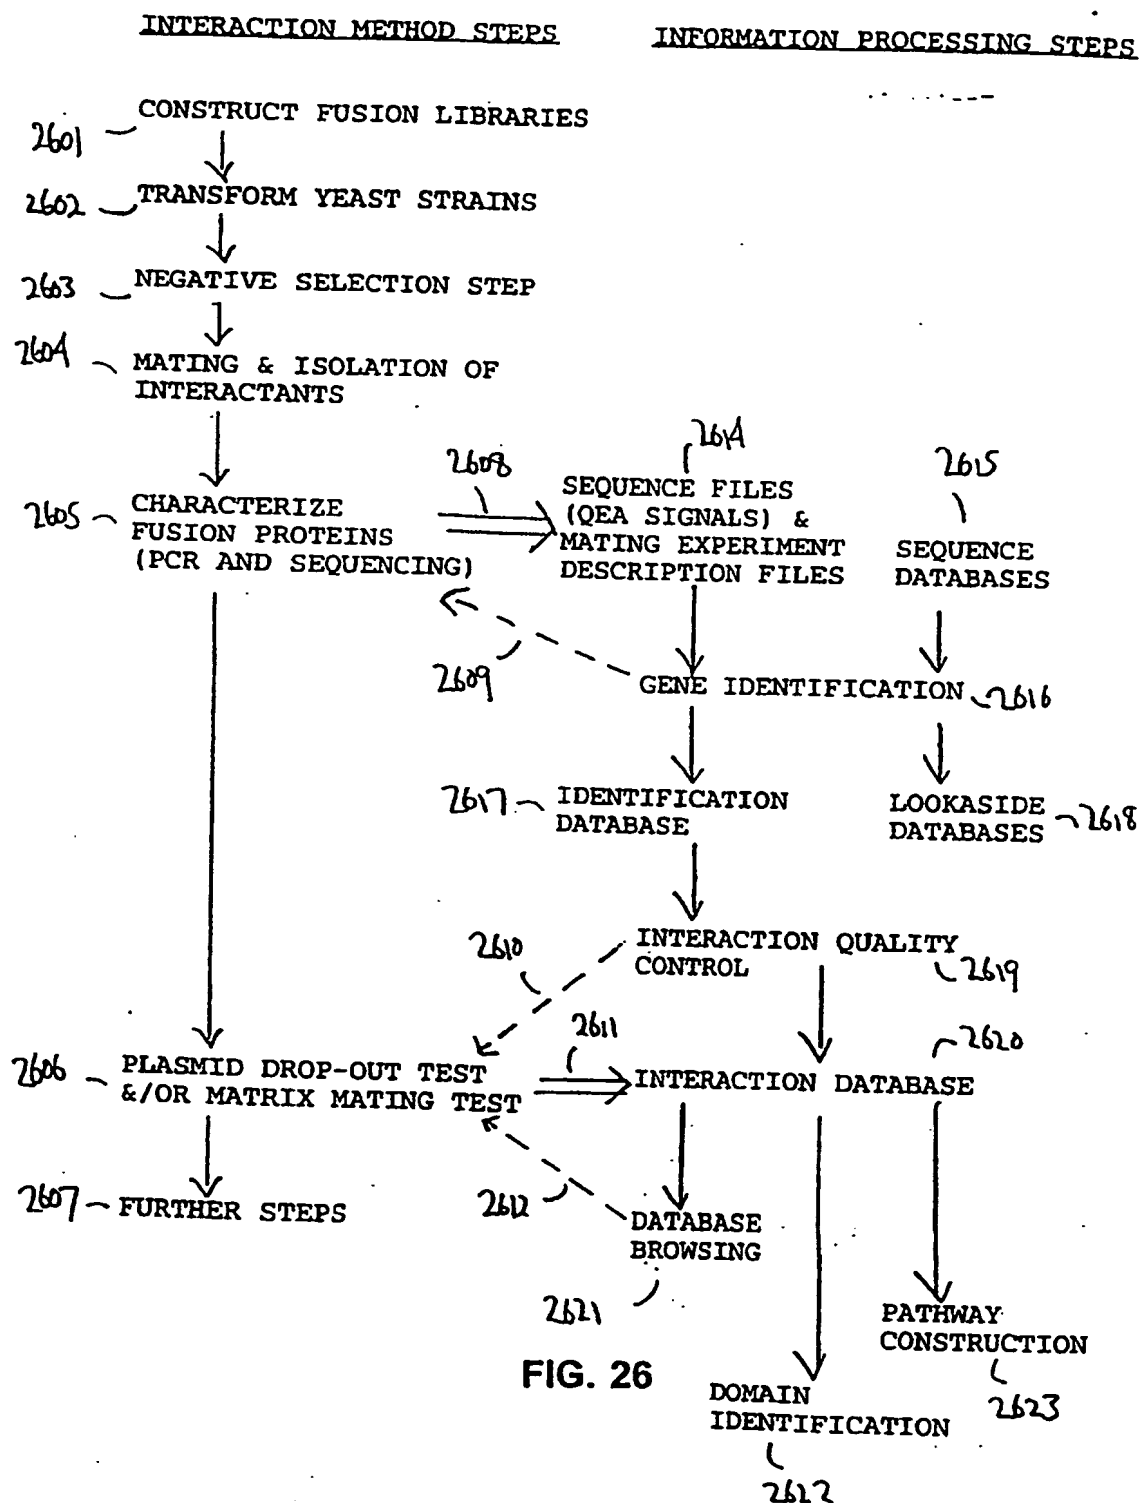 INTERACTION METHOD STEPS
INFORMATION PROCESSING STEPS
CONSTRUCT FUSION LIBRARIES
2601
TRANSFORM YEAST STRAINS
2602
NEGATIVE SELECTION STEP
2603
2604
MATING & ISOLATION OF
INTERACTANTS
2614
2608
2615
2605
CHARACTERIZE
FUSION PROTEINS
(PCR AND SEQUENCING)
SEQUENCE FILES
(QEA SIGNALS) &
MATING EXPERIMENT
DESCRIPTION FILES
SEQUENCE
DATABASES
2609
GENE IDENTIFICATION
2616
2617
IDENTIFICATION
DATABASE
LOOKASIDE
DATABASES
2618
2610
INTERACTION QUALITY
CONTROL
2619
2611
2620
2606
PLASMID DROP-OUT TEST
&/OR MATRIX MATING TEST
INTERACTION DATABASE
2607
FURTHER STEPS
2612
DATABASE
BROWSING
2621
PATHWAY
CONSTRUCTION
2623
FIG. 26
DOMAIN
IDENTIFICATION
2622